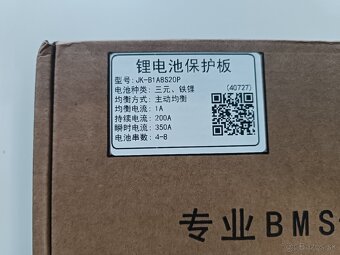 锂电池保护板
型号: JK-B1A8S20P
电池种类: 三元、铁锂
(40727)
均衡方式: 主动均衡
均衡电流: 1A
持续电流: 200A
瞬时电流: 350A
电池串数: 4-8
专业BMS